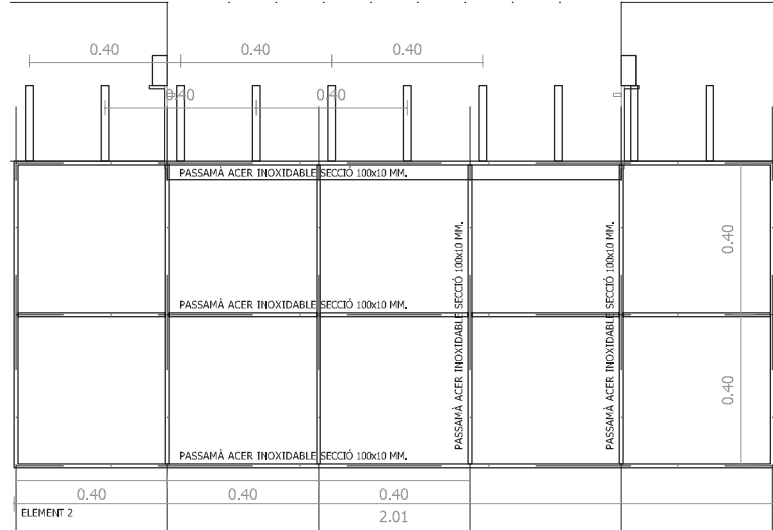 0.40 0.40 0.40
0.40 0.40
PASSAMÀ ACER INOXIDABLE SECCIÓ 100x10 MM.
PASSAMÀ ACER INOXIDABLE SECCIÓ 100x10 MM.
PASSAMÀ ACER INOXIDABLE SECCIÓ 100x10 MM.
0.40
PASSAMÀ ACER INOXIDABLE SECCIÓ 100x10 MM.
0.40
PASSAMÀ ACER INOXIDABLE SECCIÓ 100x10 MM.
0.40 0.40 0.40
ELEMENT 2
2.01